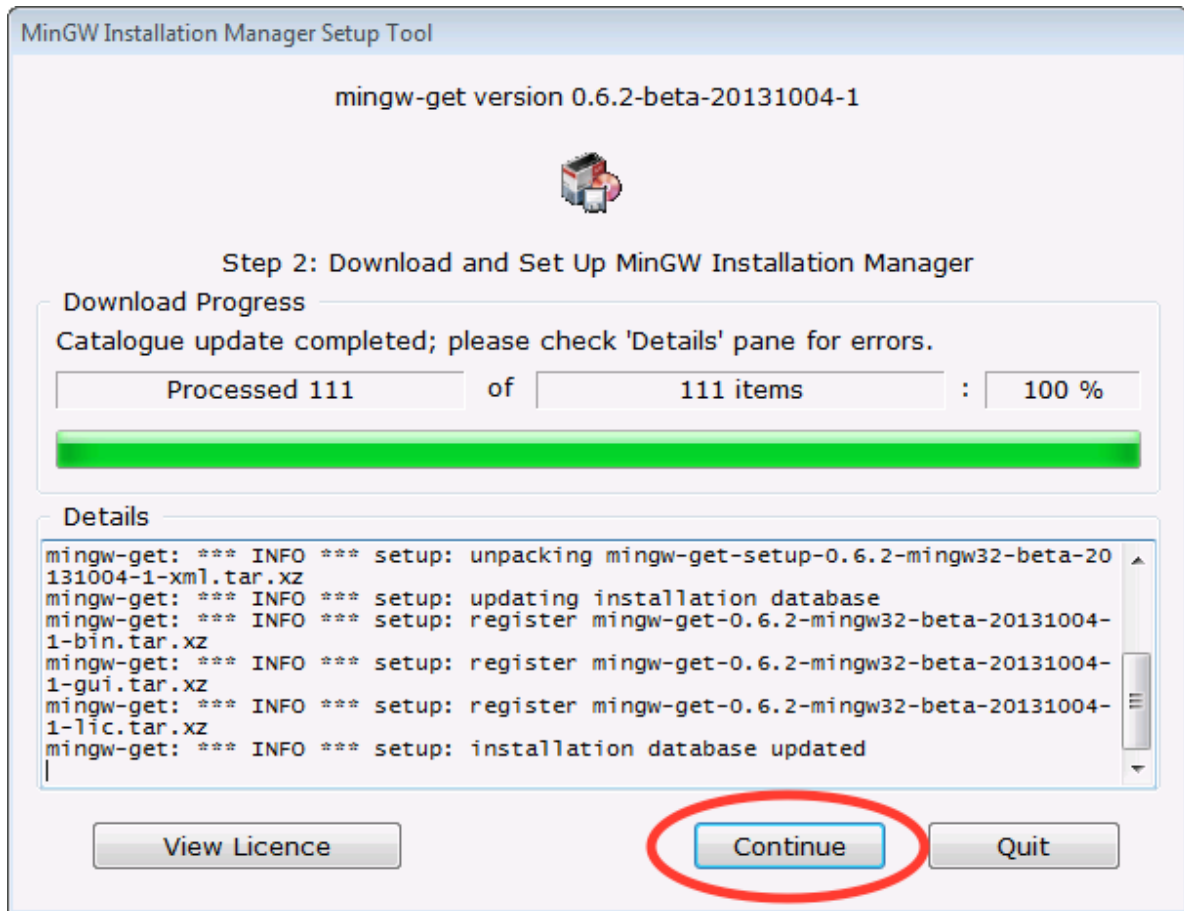 MinGW Installation Manager Setup Tool
mingw-get version 0.6.2-beta-20131004-1
Step 2: Download and Set Up MinGW Installation Manager
Download Progress
Catalogue update completed; please check 'Details' pane for errors.
Processed 111 of 111 items : 100 %
Details
mingw-get: *** INFO *** setup: unpacking mingw-get-setup-0.6.2-mingw32-beta-20
131004-1-xml.tar.xz
mingw-get: *** INFO *** setup: updating installation database
mingw-get: *** INFO *** setup: register mingw-get-0.6.2-mingw32-beta-20131004-
1-bin.tar.xz
mingw-get: *** INFO *** setup: register mingw-get-0.6.2-mingw32-beta-20131004-
1-gui.tar.xz
mingw-get: *** INFO *** setup: register mingw-get-0.6.2-mingw32-beta-20131004-
1-lic.tar.xz
mingw-get: *** INFO *** setup: installation database updated
View Licence Continue Quit